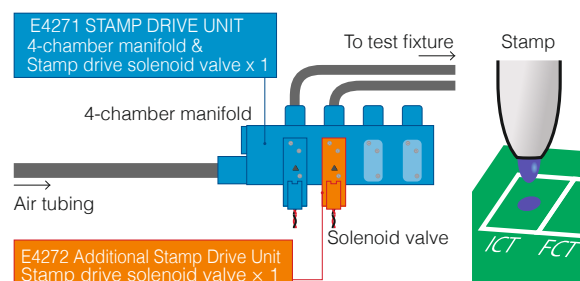 E4271 STAMP DRIVE UNIT
4-chamber manifold &
Stamp drive solenoid valve x 1
To test fixture
Stamp
4-chamber manifold
Air tubing
Solenoid valve
ICT FCT
E4272 Additional Stamp Drive Unit
Stamp drive solenoid valve × 1